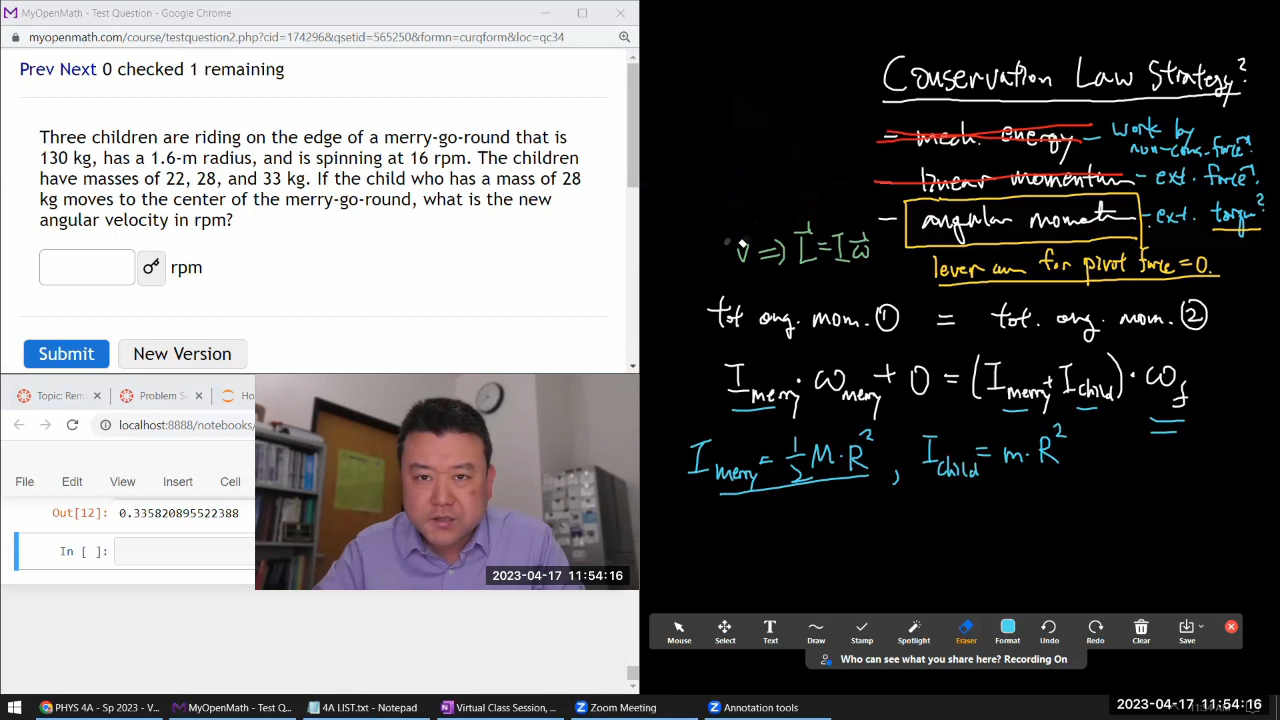 MyOpenMath - Test Question - Google Chrome
myopenmath.com/course/testquestion2.php?cid=174296&qsetid=565250&formn=curqform&loc=qc34
Prev Next 0 checked 1 remaining
Three children are riding on the edge of a merry-go-round that is
130 kg, has a 1.6-m radius, and is spinning at 16 rpm. The children
have masses of 22, 28, and 33 kg. If the child who has a mass of 28
kg moves to the center of the merry-go-round, what is the new
angular velocity in rpm?
rpm
Submit New Version
Topic: Rem Problem S Ho
localhost:8888/notebooks/
File Edit View Insert Cell
Out[12]: 0.335820895522388
In [ ]:
2023-04-17 11:54:16
Conservation Law Strategy?
= mech. energy - work by
non-cons. forces?
- linear momentum - ext. forces?
- angular moment - ext. torque?
lever arm for pivot force = 0.
v ⇒ L = Iω
tot ang. mom. ① = tot. ang. mom. ②
I merry · ω merry + 0 = (I merry + I child) · ω f
I merry = 1/2 M · R², I child = m · R²
Mouse Select Text Draw Stamp Spotlight Eraser Format Undo Redo Clear Save
Who can see what you share here? Recording On
PHYS 4A - Sp 2023 - V... MyOpenMath - Test Q... 4A LIST.txt - Notepad Virtual Class Session, ... Zoom Meeting Annotation tools
2023-04-17 11:54:16